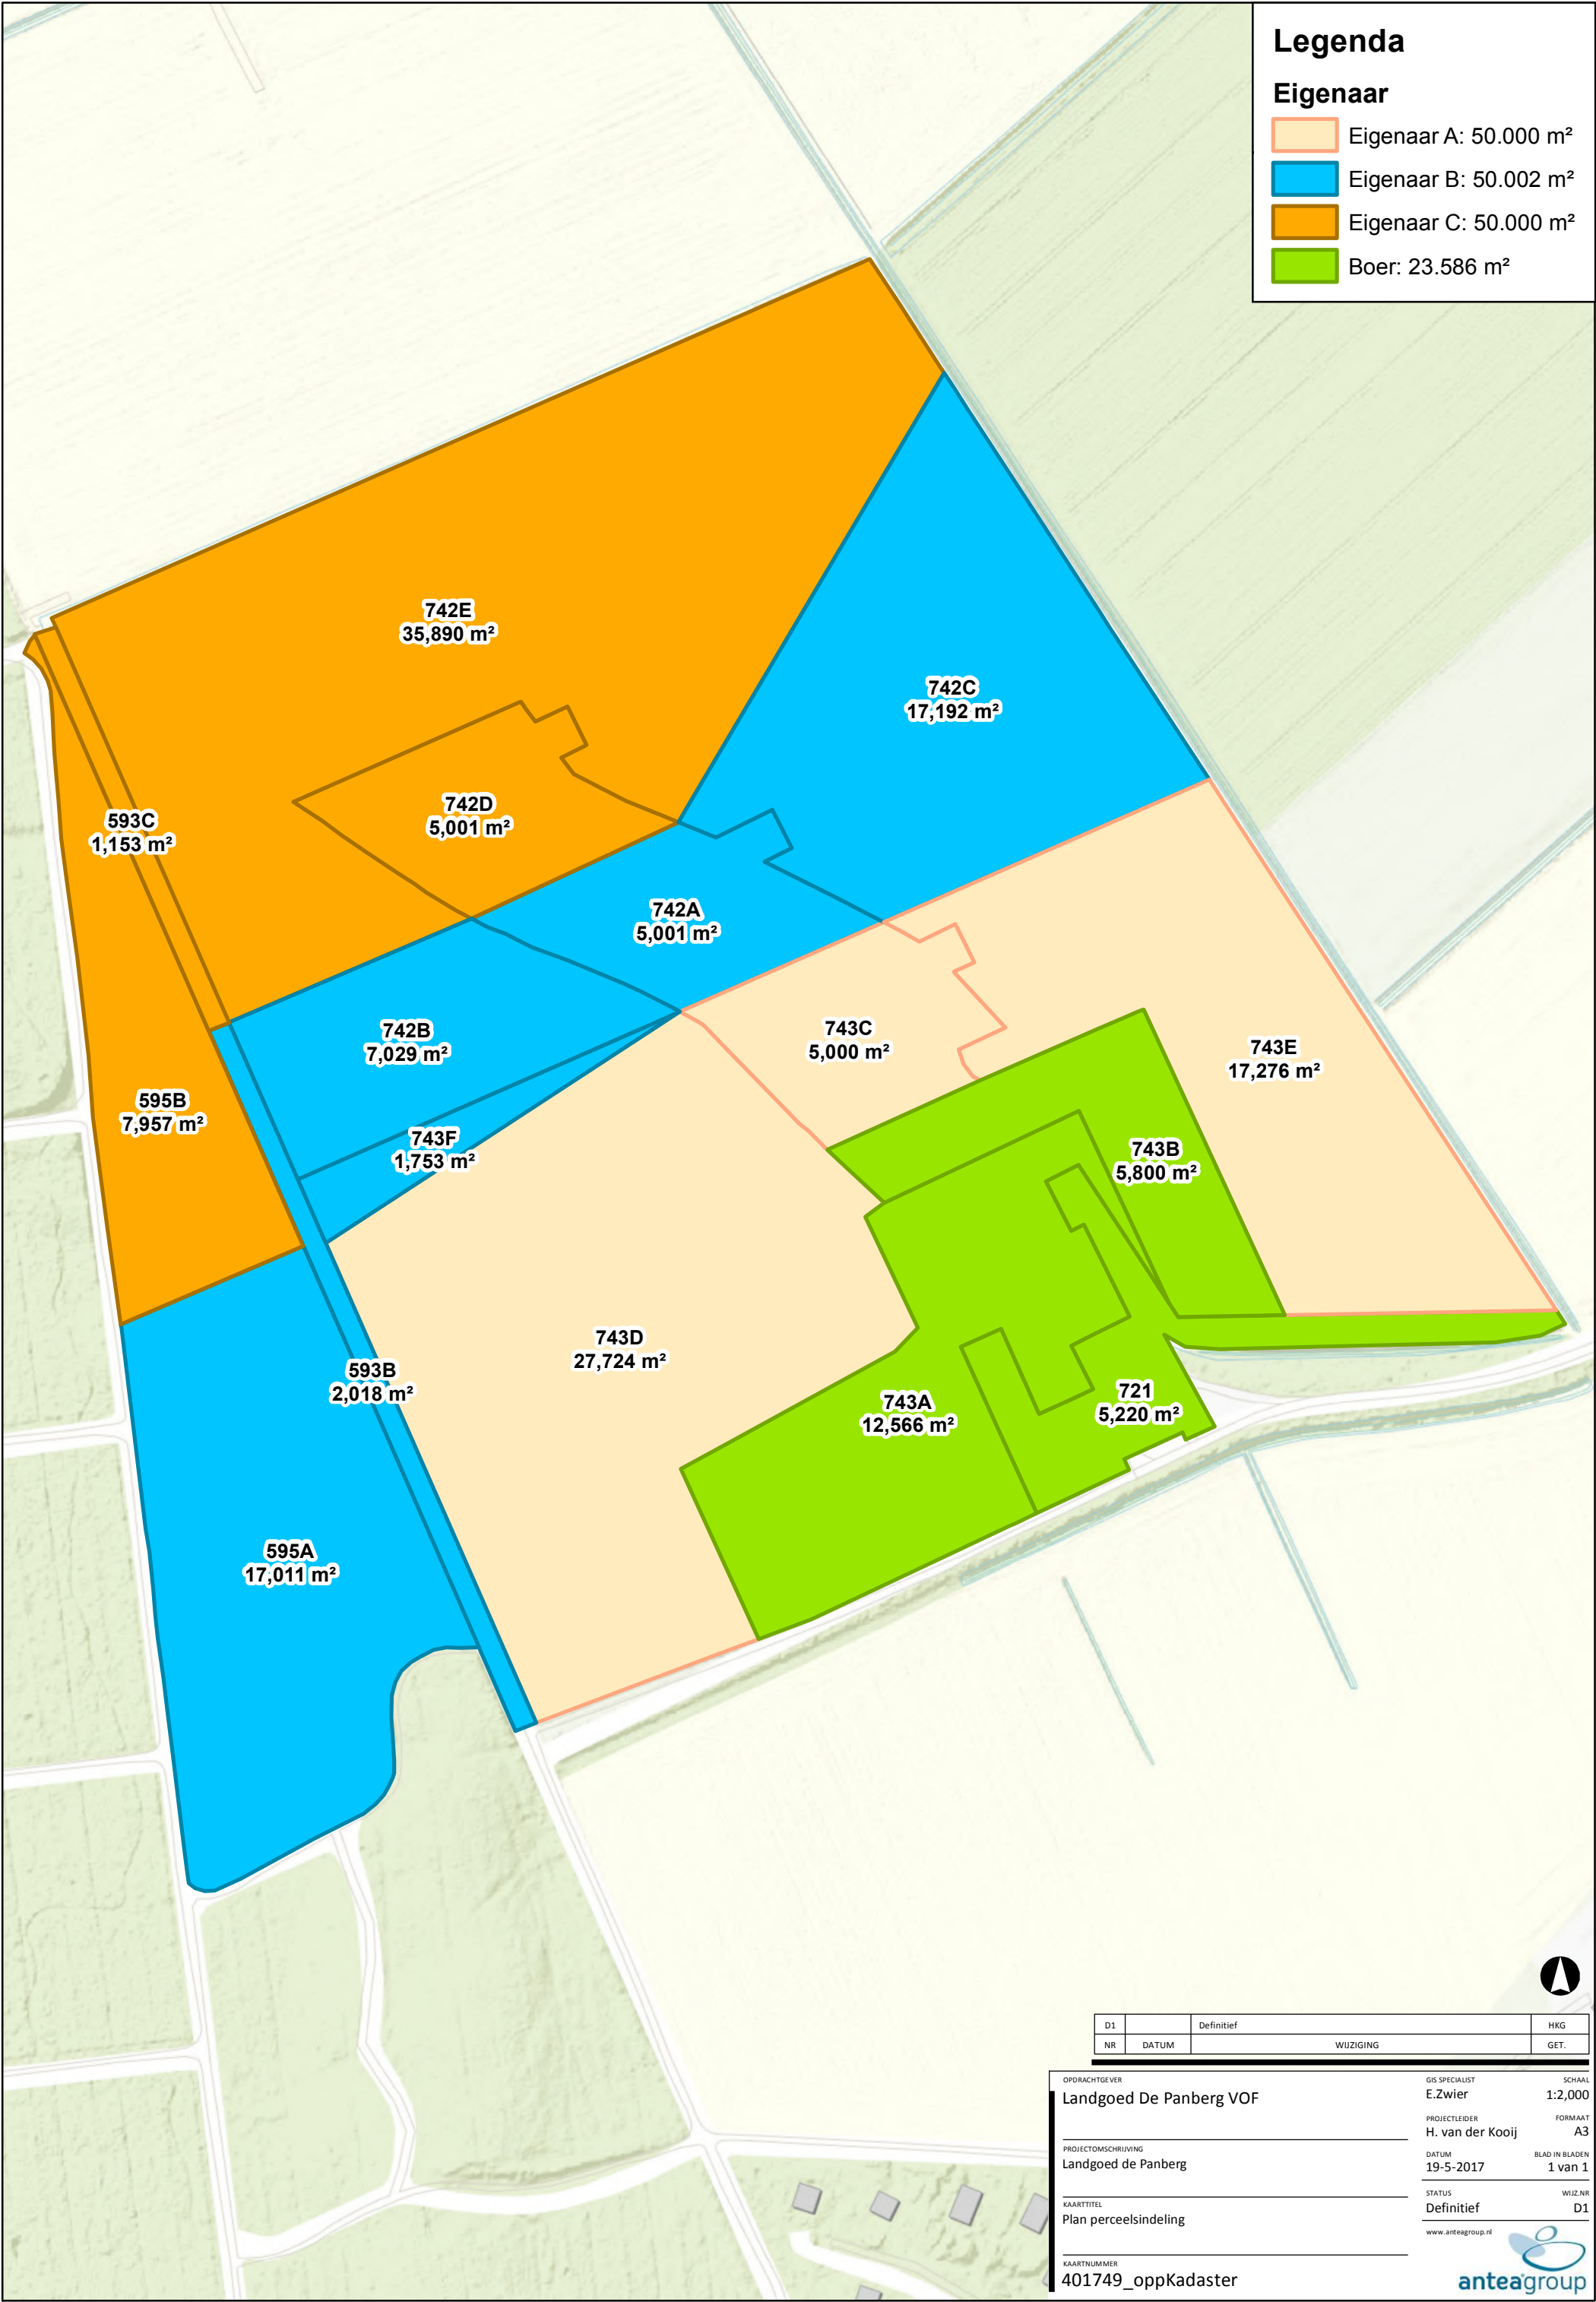 Legenda
Eigenaar
Eigenaar A: 50.000 m²
Eigenaar B: 50.002 m²
Eigenaar C: 50.000 m²
Boer: 23.586 m²
742E
35,890 m²
742C
17,192 m²
742D
5,001 m²
593C
1,153 m²
742A
5,001 m²
742B
7,029 m²
743C
5,000 m²
743E
17,276 m²
595B
7,957 m²
743F
1,753 m²
743B
5,800 m²
743D
27,724 m²
593B
2,018 m²
743A
12,566 m²
721
5,220 m²
595A
17,011 m²
D1 Definitief HKG
NR DATUM WIJZIGING GET.
OPDRACHTGEVER
Landgoed De Panberg VOF
PROJECTOMSCHRIJVING
Landgoed de Panberg
KAARTTITEL
Plan perceelsindeling
KAARTNUMMER
401749_oppKadaster
GIS SPECIALIST SCHAAL
E.Zwier 1:2,000
PROJECTLEIDER FORMAAT
H. van der Kooij A3
DATUM BLAD IN BLADEN
19-5-2017 1 van 1
STATUS WIJZ.NR
Definitief D1
www.anteagroup.nl
anteagroup